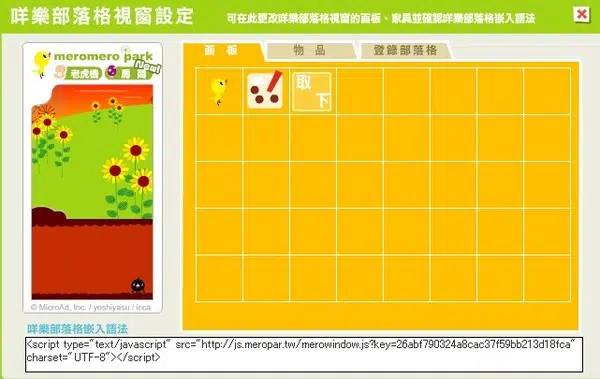 咩樂部落格視窗設定
可在此更改咩樂部落格視窗的画板、家具並確認咩樂部落格嵌入語法
画 板
物 品
登錄部落格
meromero park
取下
© MicroAd, Inc. / yoshiyasu / icca
咩樂部落格嵌入語法
<script type="text/javascript" src="http://js.meropar.tw/merowindow.js?key=26abf790324a8cac37f59bb213d18fca"
charset="UTF-8"></script>